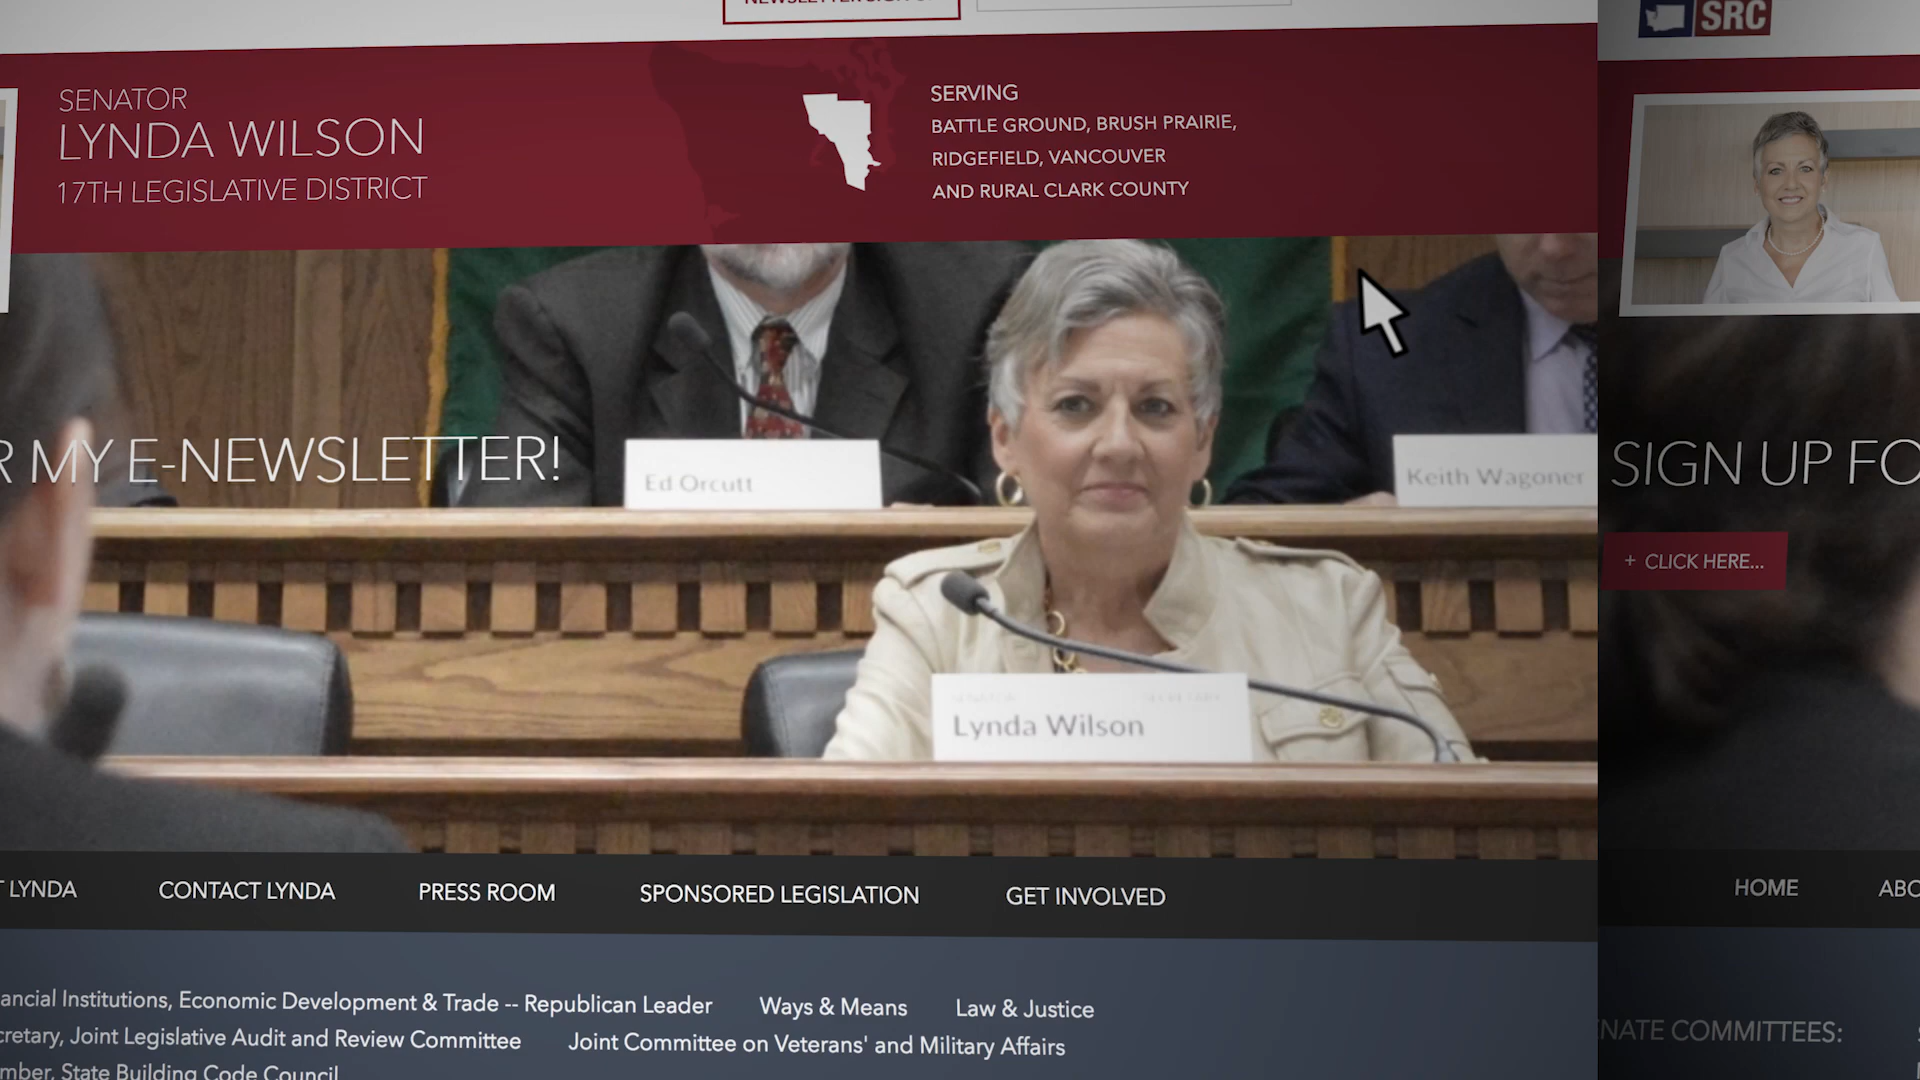 SRC
SENATOR
LYNDA WILSON
17TH LEGISLATIVE DISTRICT
SERVING
BATTLE GROUND, BRUSH PRAIRIE,
RIDGEFIELD, VANCOUVER
AND RURAL CLARK COUNTY
R MY E-NEWSLETTER!
Ed Orcutt
Keith Wagoner
Lynda Wilson
SIGN UP FO
+ CLICK HERE...
T LYNDA
CONTACT LYNDA
PRESS ROOM
SPONSORED LEGISLATION
GET INVOLVED
HOME
ABO
ancial Institutions, Economic Development & Trade -- Republican Leader
Ways & Means
Law & Justice
cretary, Joint Legislative Audit and Review Committee
Joint Committee on Veterans' and Military Affairs
mber, State Building Code Council
NATE COMMITTEES: